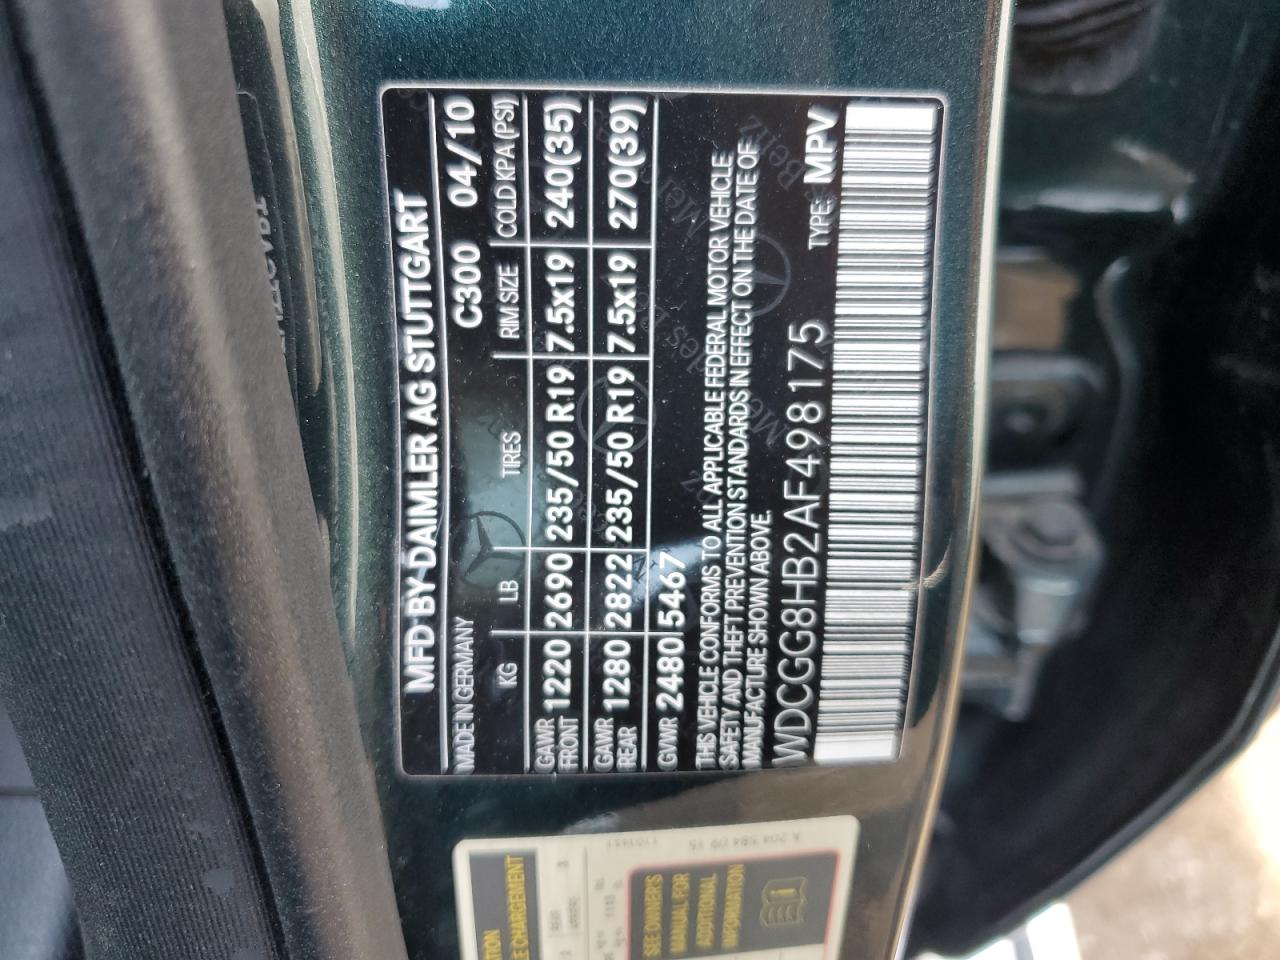 MFD BY DAIMLER AG STUTTGART
MADE IN GERMANY C300 04/10
KG LB TIRES RIM SIZE COLD KPA (PSI)
GAWR FRONT 1220 2690 235/50 R19 7.5x19 240(35)
GAWR REAR 1280 2822 235/50 R19 7.5x19 270(39)
GVWR 2480 5467
THIS VEHICLE CONFORMS TO ALL APPLICABLE FEDERAL MOTOR VEHICLE
SAFETY AND THEFT PREVENTION STANDARDS IN EFFECT ON THE DATE OF
MANUFACTURE SHOWN ABOVE.
WDCGG8HB2AF498175 TYPE: MPV
SEE OWNERS
MANUAL FOR
ADDITIONAL
INFORMATION
A 204 584 09 15